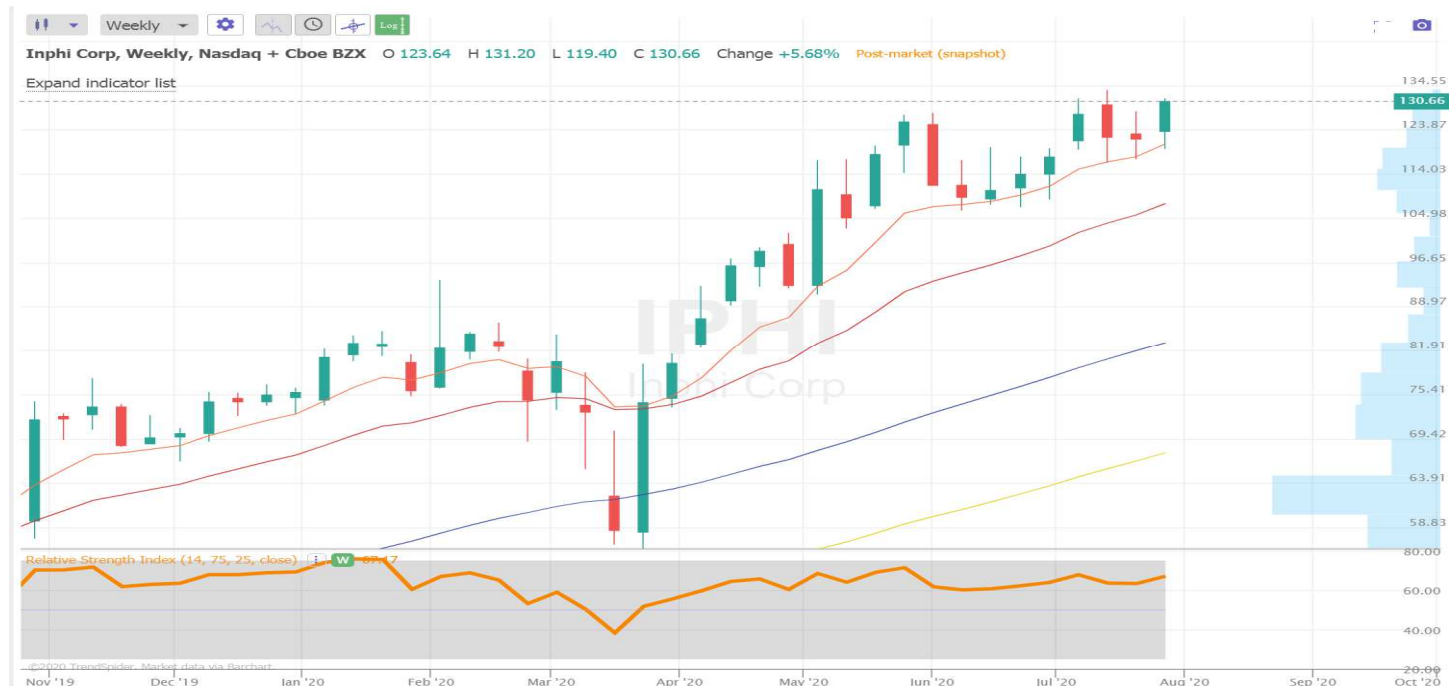 Weekly Log
Inphi Corp, Weekly, Nasdaq + Cboe BZX O 123.64 H 131.20 L 119.40 C 130.66 Change +5.68% Post-market (snapshot)
Expand indicator list
134.55
130.66
123.87
114.03
104.98
96.65
88.97
81.91
75.41
69.42
63.91
58.83
IPHI
Inphi Corp
Relative Strength Index (14, 75, 25, close) W 67.17
80.00
60.00
40.00
20.00
©2020 TrendSpider. Market data via Barchart.
Nov '19 Dec '19 Jan '20 Feb '20 Mar '20 Apr '20 May '20 Jun '20 Jul '20 Aug '20 Sep '20 Oct '20